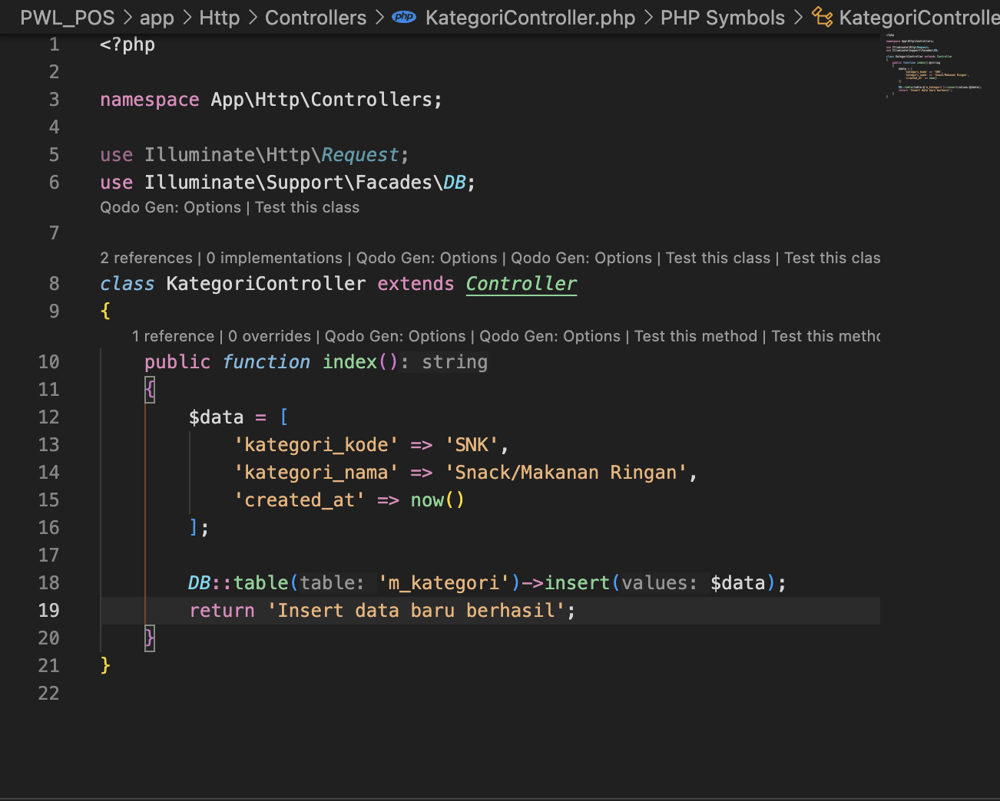 PWL_POS > app > Http > Controllers > php KategoriController.php > PHP Symbols > KategoriControlle
1 <?php
2
3 namespace App\Http\Controllers;
4
5 use Illuminate\Http\Request;
6 use Illuminate\Support\Facades\DB;
Qodo Gen: Options | Test this class
7
2 references | 0 implementations | Qodo Gen: Options | Qodo Gen: Options | Test this class | Test this clas
8 class KategoriController extends Controller
9 {
1 reference | 0 overrides | Qodo Gen: Options | Qodo Gen: Options | Test this method | Test this metho
10     public function index(): string
11     {
12         $data = [
13             'kategori_kode' => 'SNK',
14             'kategori_nama' => 'Snack/Makanan Ringan',
15             'created_at' => now()
16         ];
17
18         DB::table(table: 'm_kategori')->insert(values: $data);
19         return 'Insert data baru berhasil';
20     }
21 }
22